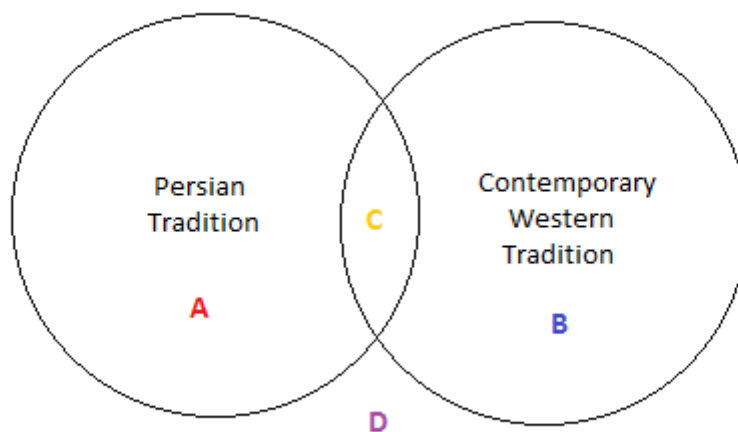 Persian
Tradition
Contemporary
Western
Tradition
C
A
B
D